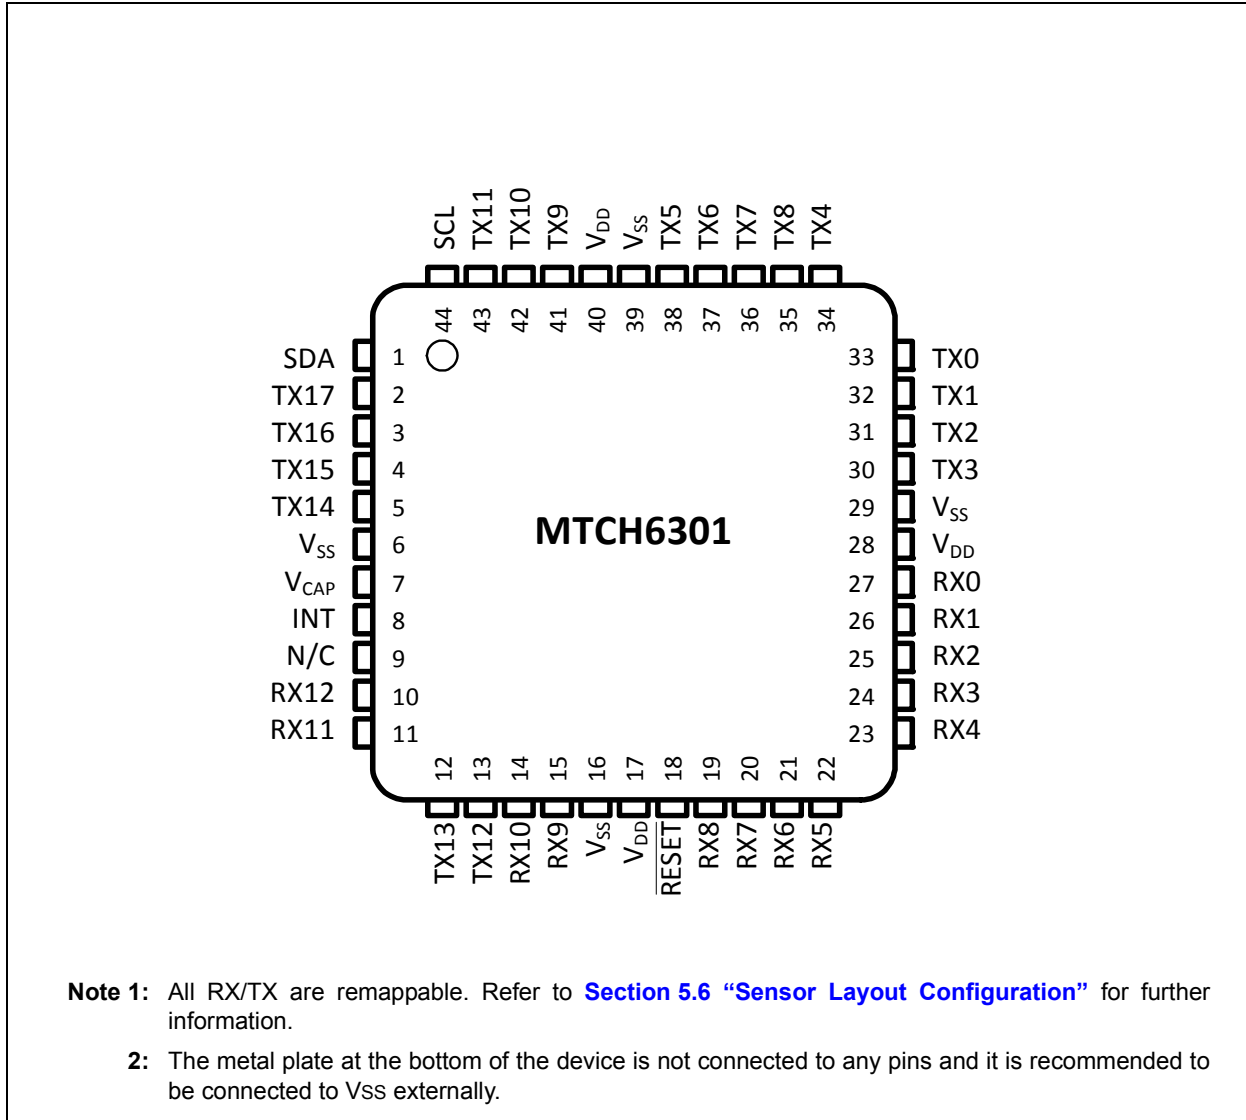 SCL TX11 TX10 TX9 VDD VSS TX5 TX6 TX7 TX8 TX4
44 43 42 41 40 39 38 37 36 35 34
SDA 1 33 TX0
TX17 2 32 TX1
TX16 3 31 TX2
TX15 4 30 TX3
TX14 5 29 VSS
VSS 6 MTCH6301 28 VDD
VCAP 7 27 RX0
INT 8 26 RX1
N/C 9 25 RX2
RX12 10 24 RX3
RX11 11 23 RX4
12 13 14 15 16 17 18 19 20 21 22
TX13 TX12 RX10 RX9 VSS VDD RESET RX8 RX7 RX6 RX5
Note 1: All RX/TX are remappable. Refer to Section 5.6 “Sensor Layout Configuration” for further
information.
2: The metal plate at the bottom of the device is not connected to any pins and it is recommended to
be connected to VSS externally.